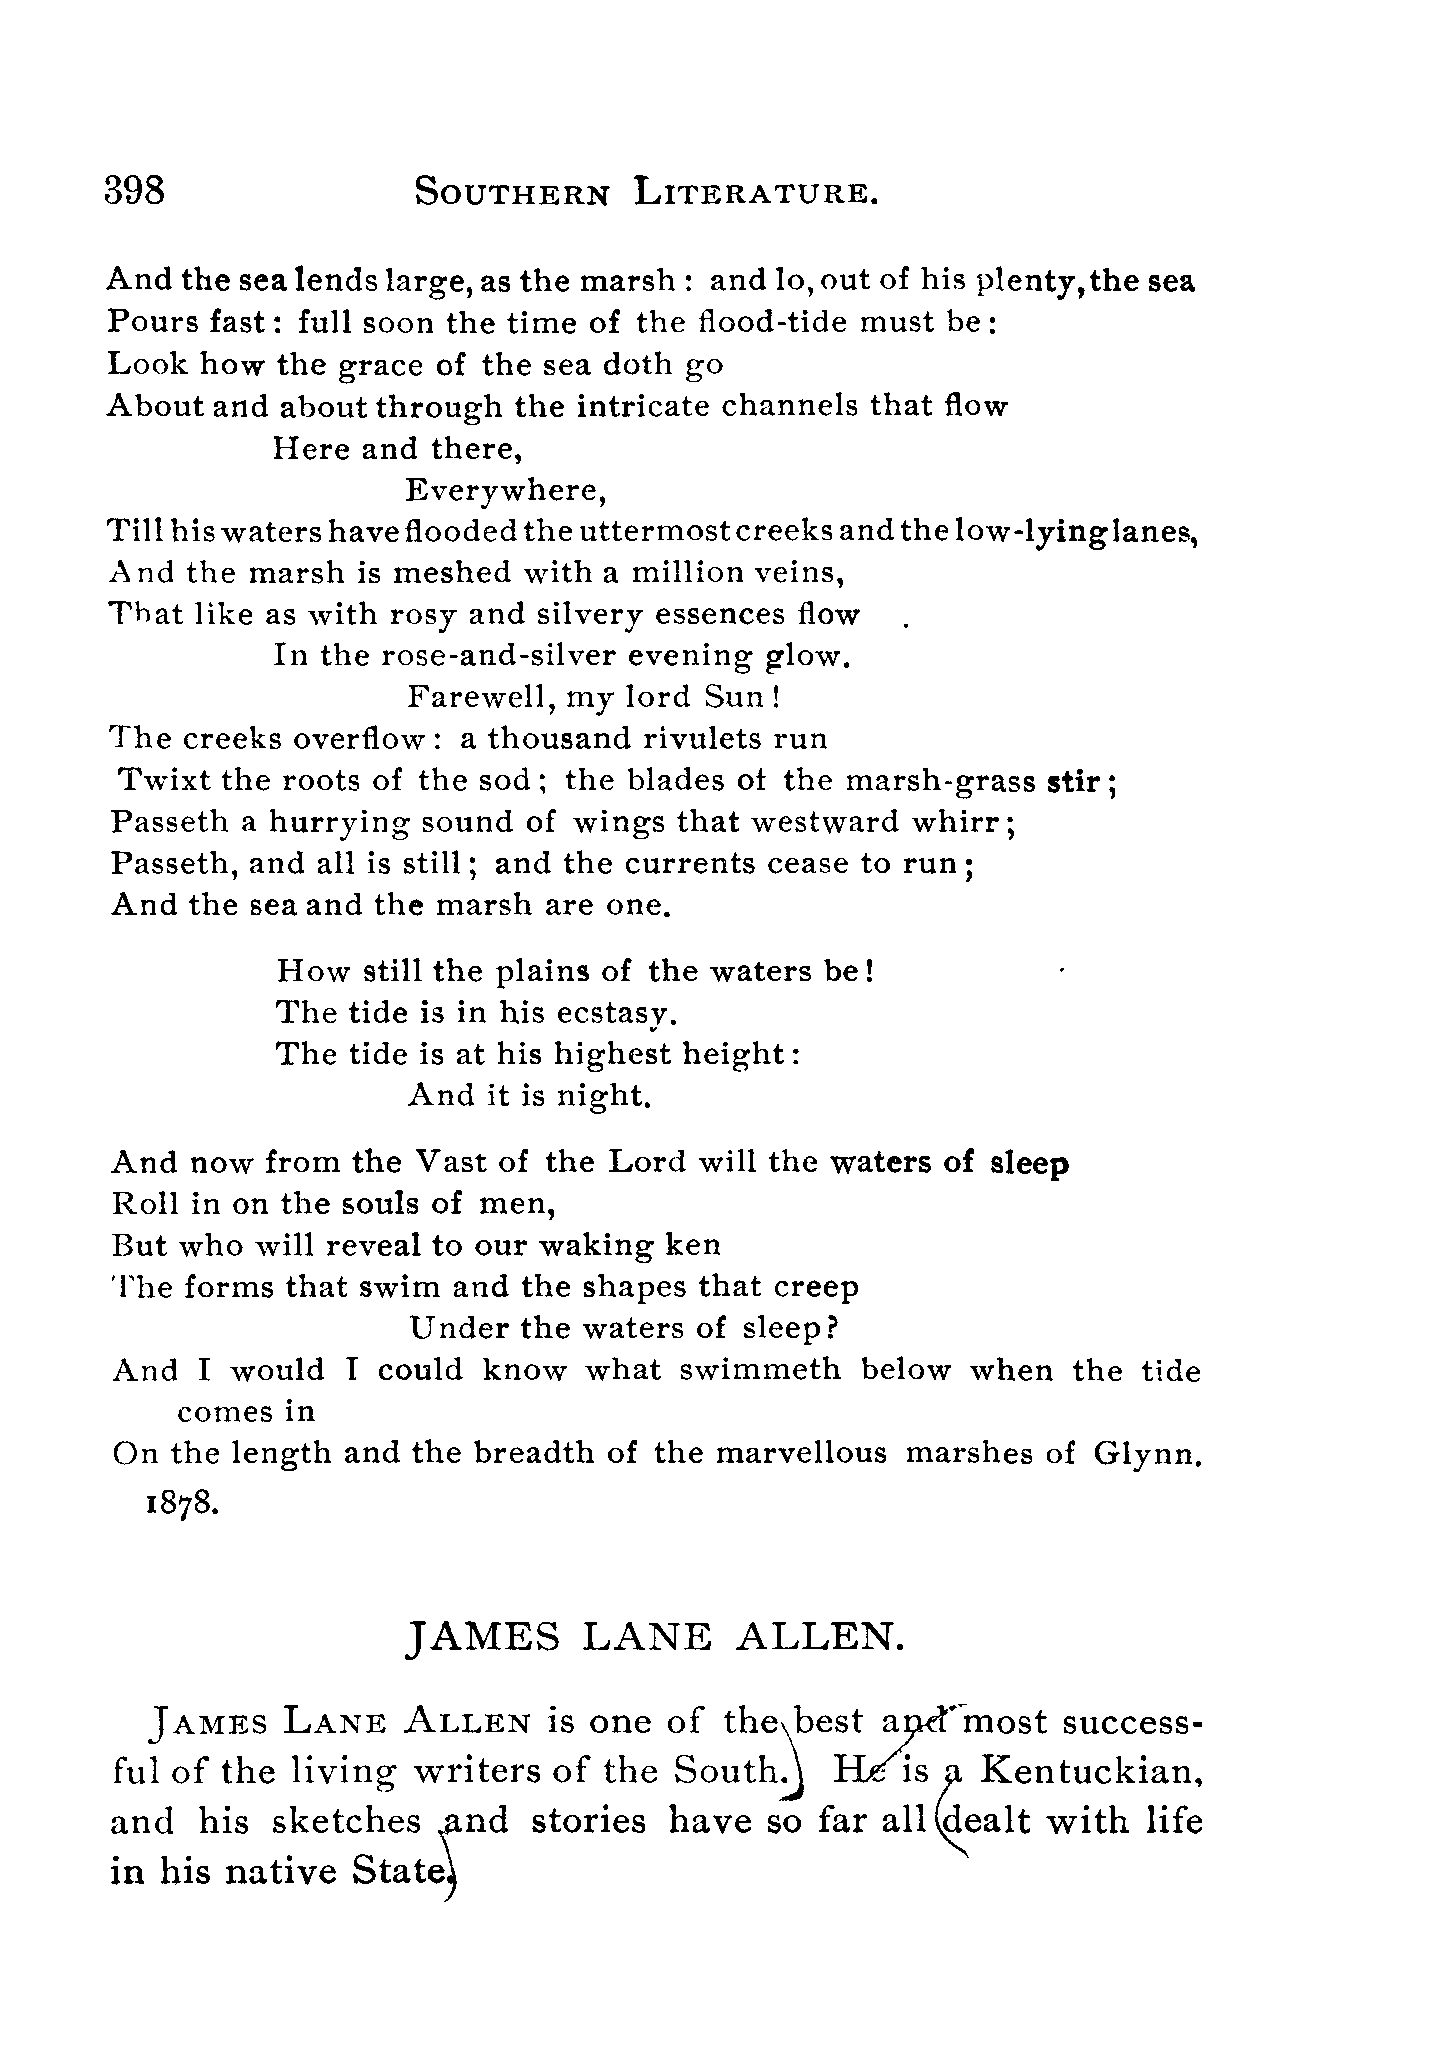 398 SOUTHERN LITERATURE.
And the sea lends large, as the marsh: and lo, out of his plenty, the sea
Pours fast: full soon the time of the flood-tide must be:
Look how the grace of the sea doth go
About and about through the intricate channels that flow
Here and there,
Everywhere,
Till his waters have flooded the uttermost creeks and the low-lying lanes,
And the marsh is meshed with a million veins,
That like as with rosy and silvery essences flow
In the rose-and-silver evening glow.
Farewell, my lord Sun!
The creeks overflow: a thousand rivulets run
Twixt the roots of the sod; the blades of the marsh-grass stir;
Passeth a hurrying sound of wings that westward whirr;
Passeth, and all is still; and the currents cease to run;
And the sea and the marsh are one.
How still the plains of the waters be!
The tide is in his ecstasy.
The tide is at his highest height:
And it is night.
And now from the Vast of the Lord will the waters of sleep
Roll in on the souls of men,
But who will reveal to our waking ken
The forms that swim and the shapes that creep
Under the waters of sleep?
And I would I could know what swimmeth below when the tide
comes in
On the length and the breadth of the marvellous marshes of Glynn.
1878.
JAMES LANE ALLEN.
JAMES LANE ALLEN is one of the best and most success-
ful of the living writers of the South. He is a Kentuckian,
and his sketches and stories have so far all dealt with life
in his native State.